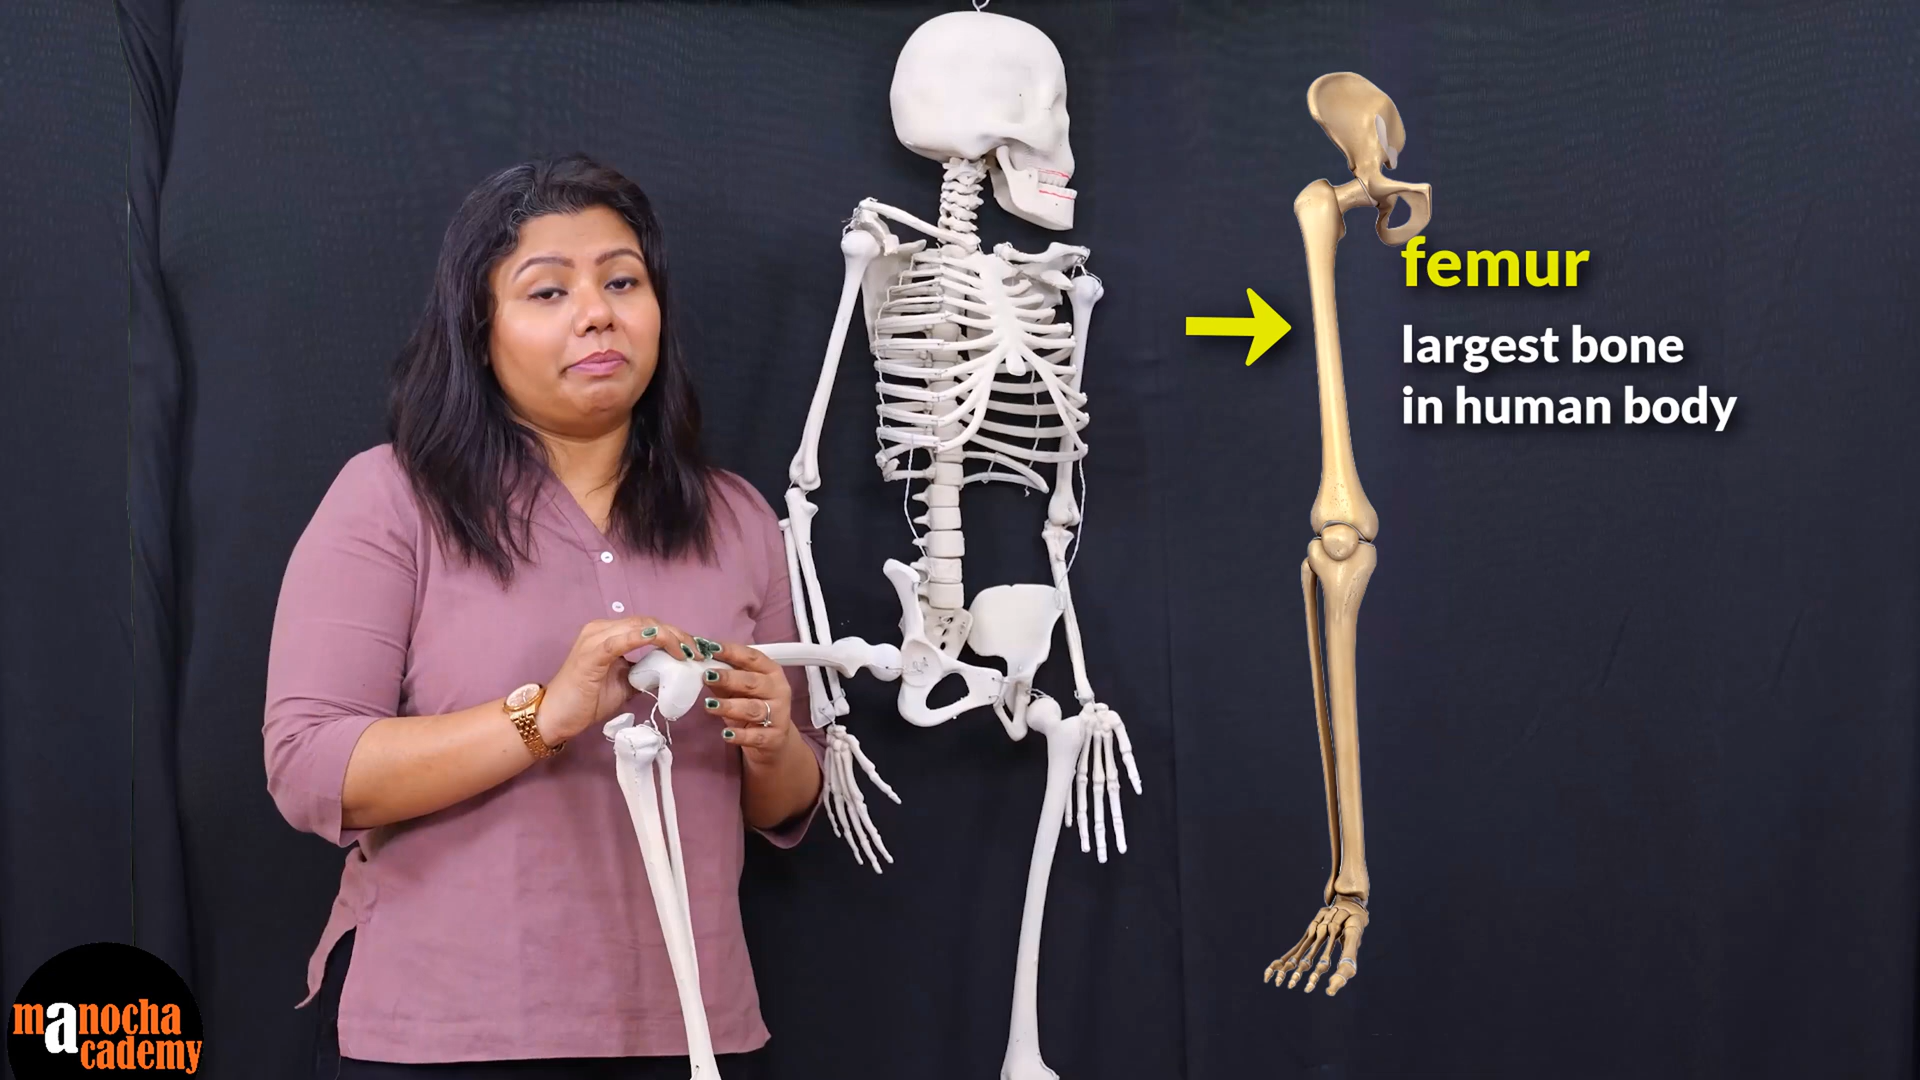 femur
largest bone
in human body
manocha
academy